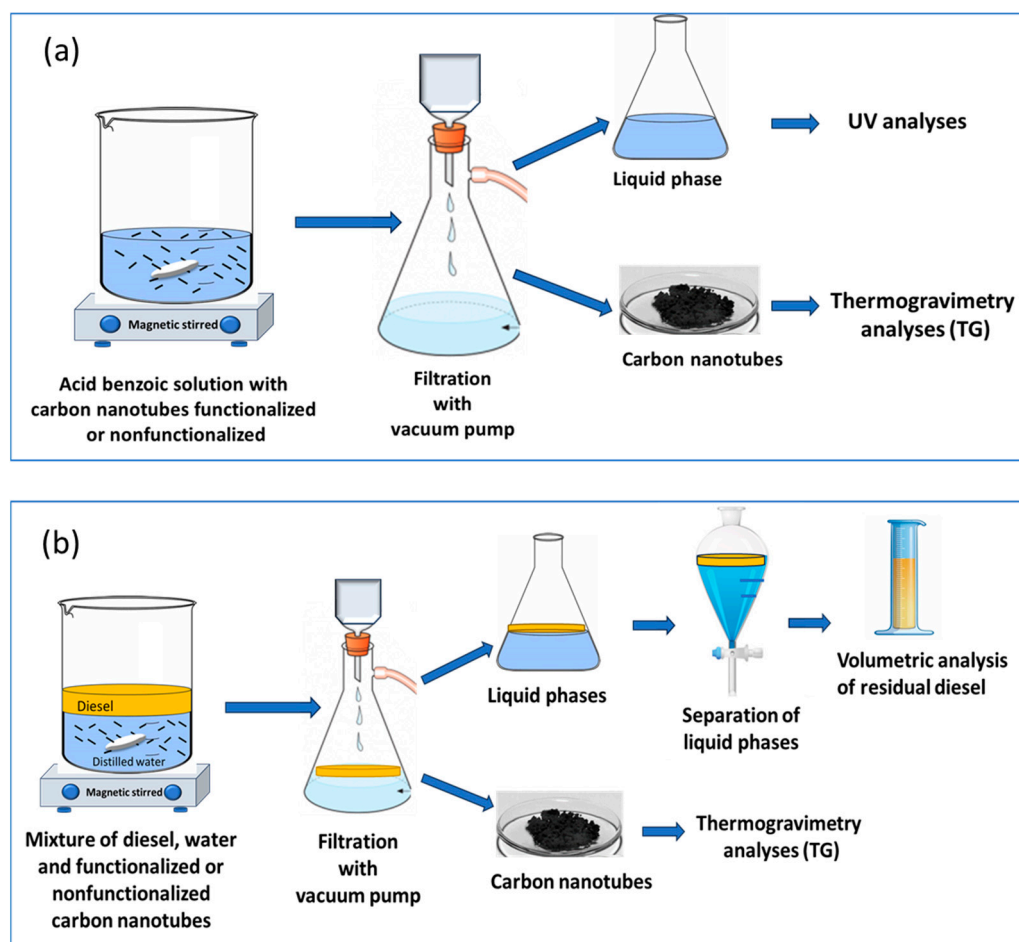 (a)
Magnetic stirred
Acid benzoic solution with
carbon nanotubes functionalized
or nonfunctionalized
Filtration
with
vacuum pump
Liquid phase
UV analyses
Carbon nanotubes
Thermogravimetry
analyses (TG)
(b)
Diesel
Distilled water
Magnetic stirred
Mixture of diesel, water
and functionalized or
nonfunctionalized
carbon nanotubes
Filtration
with
vacuum pump
Liquid phases
Separation of
liquid phases
Volumetric analysis
of residual diesel
Carbon nanotubes
Thermogravimetry
analyses (TG)